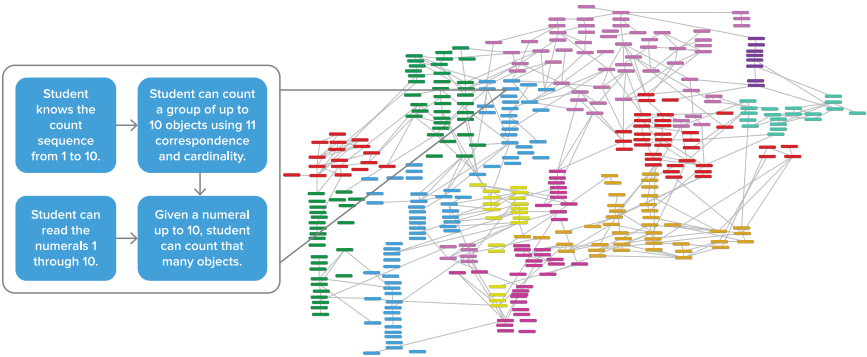 Student
knows the
count
sequence
from 1 to 10.
Student can count
a group of up to
10 objects using 11
correspondence
and cardinality.
Student can
read the
numerals 1
through 10.
Given a numeral
up to 10, student
can count that
many objects.